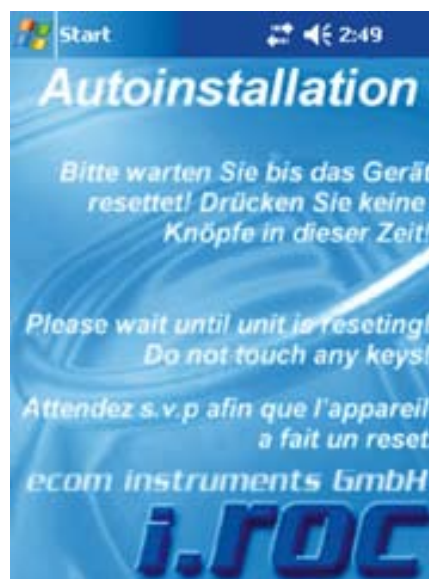 Start 2:49
Autoinstallation
Bitte warten Sie bis das Gerät
resettet! Drücken Sie keine
Knöpfe in dieser Zeit!
Please wait until unit is reseting!
Do not touch any keys!
Attendez s.v.p afin que l'appareil
a fait un reset
ecom instruments GmbH
i.roc